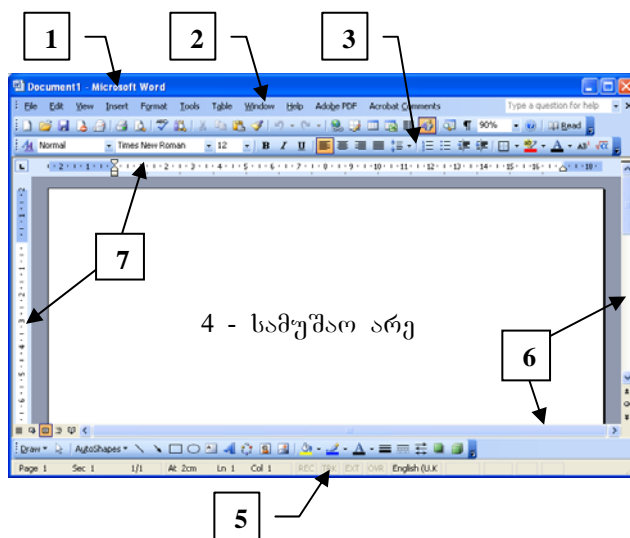 1
2
3
Document1 - Microsoft Word
File Edit View Insert Format Tools Table Window Help Adobe PDF Acrobat Comments Type a question for help
90% Read
Normal Times New Roman 12 B I U
7
4 - სამუშაო არე
6
Draw AutoShapes
Page 1 Sec 1 1/1 At 2cm Ln 1 Col 1 REC TRK EXT OVR English (U.K
5